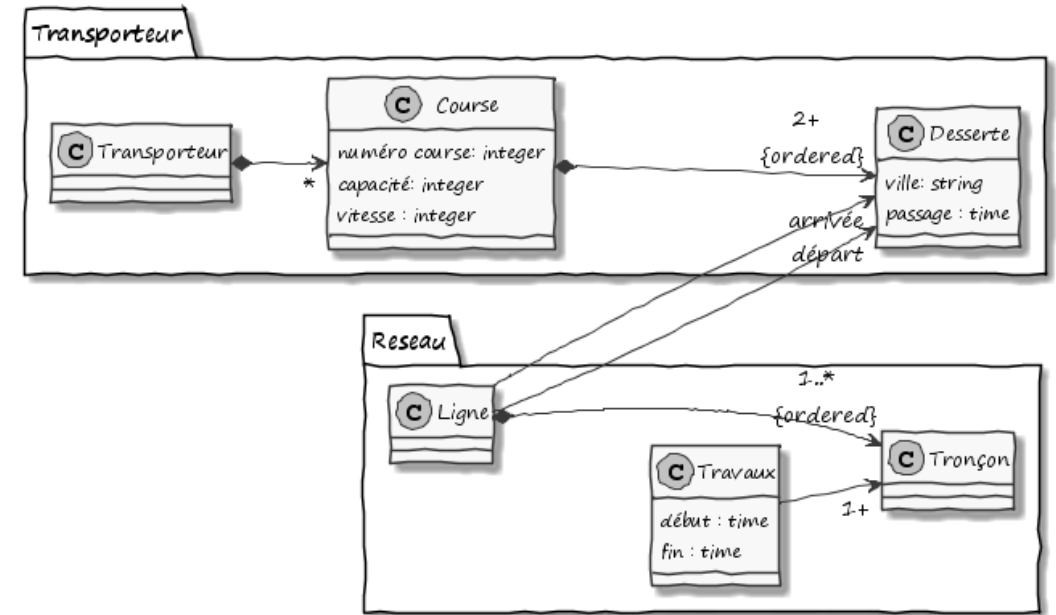 Transporteur
C Transporteur
*
C Course
numéro course: integer
capacité: integer
vitesse : integer
2+
{ordered}
C Desserte
ville: string
passage : time
arrivée
départ
Reseau
C Ligne
1..*
{ordered}
C Travaux
début : time
fin : time
1+
C Tronçon